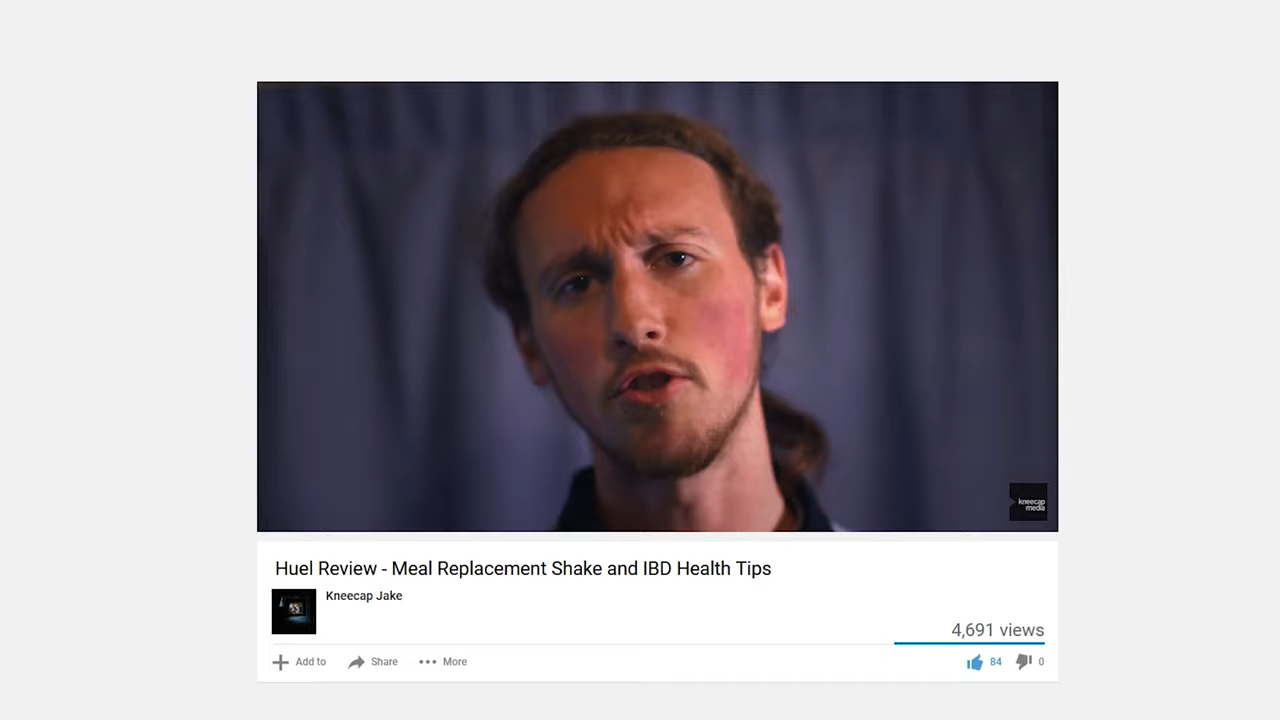 kneecap
media
Huel Review - Meal Replacement Shake and IBD Health Tips
Kneecap Jake
4,691 views
Add to
Share
More
84
0